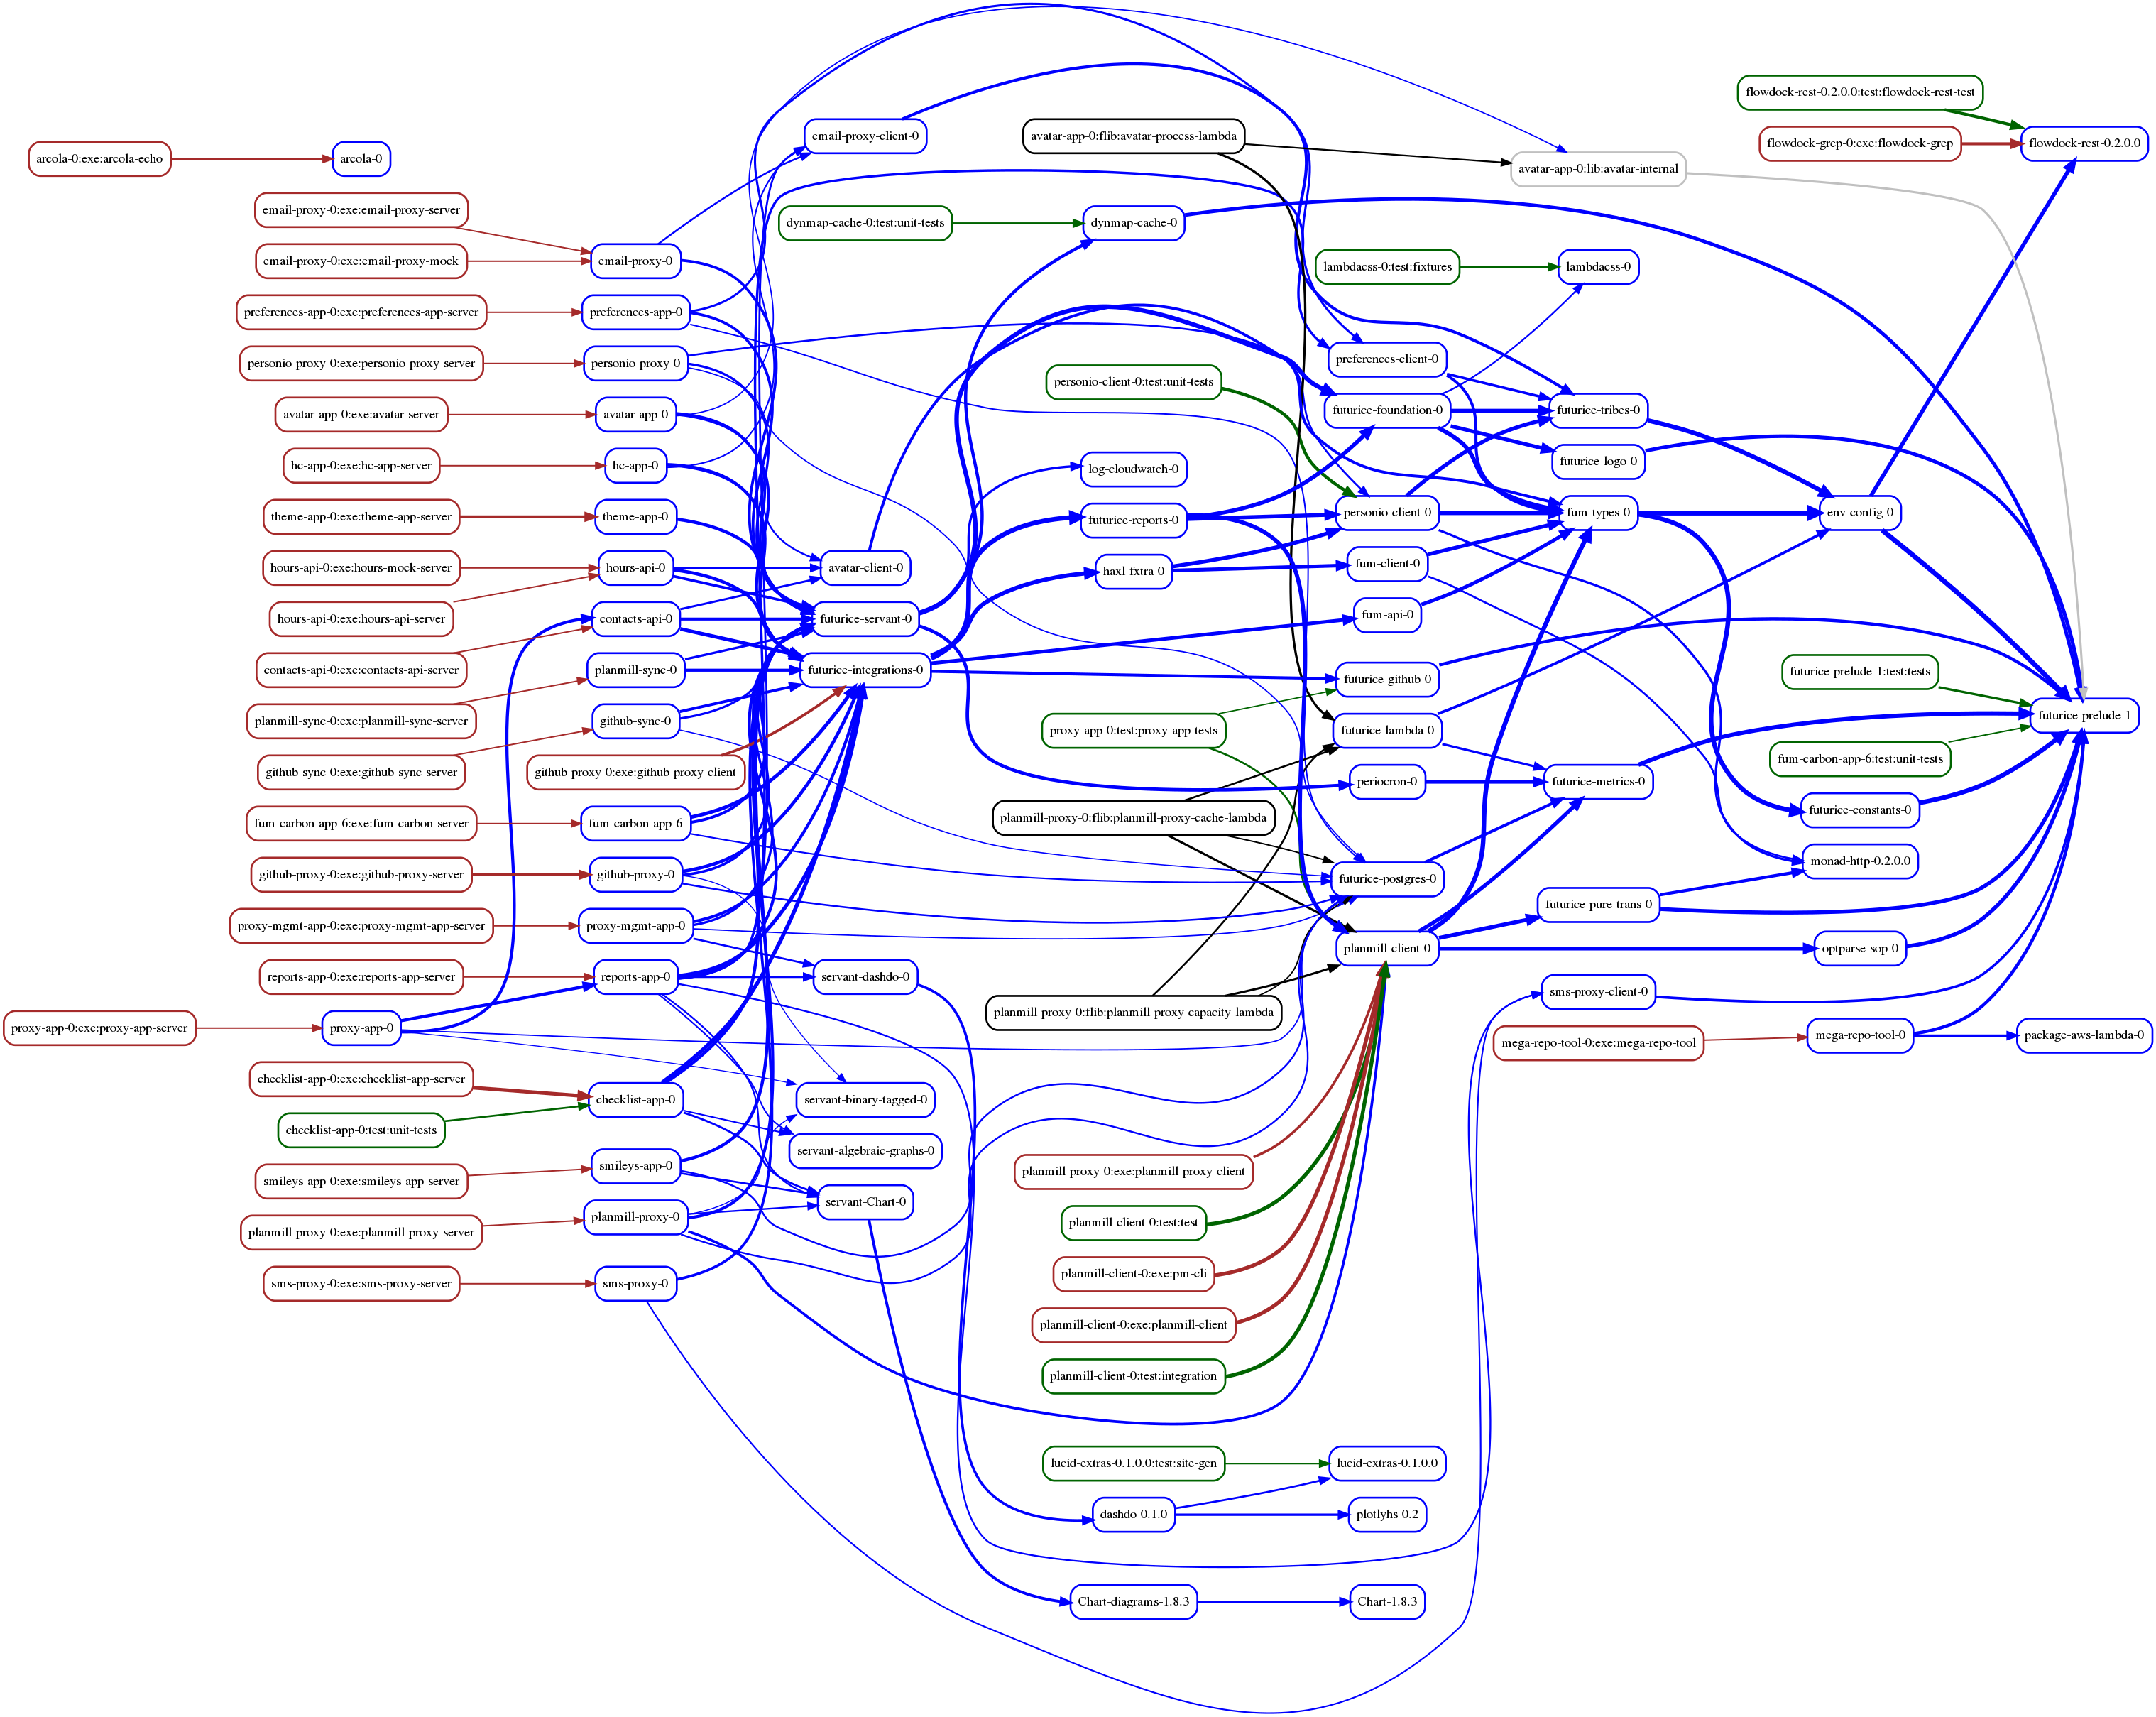 arcola-0:exe:arcola-echo
email-proxy-0:exe:email-proxy-server
email-proxy-0:exe:email-proxy-mock
preferences-app-0:exe:preferences-app-server
personio-proxy-0:exe:personio-proxy-server
avatar-app-0:exe:avatar-server
hc-app-0:exe:hc-app-server
theme-app-0:exe:theme-app-server
hours-api-0:exe:hours-mock-server
hours-api-0:exe:hours-api-server
contacts-api-0:exe:contacts-api-server
planmill-sync-0:exe:planmill-sync-server
github-sync-0:exe:github-sync-server
fum-carbon-app-6:exe:fum-carbon-server
github-proxy-0:exe:github-proxy-server
proxy-mgmt-app-0:exe:proxy-mgmt-app-server
reports-app-0:exe:reports-app-server
proxy-app-0:exe:proxy-app-server
checklist-app-0:exe:checklist-app-server
checklist-app-0:test:unit-tests
smileys-app-0:exe:smileys-app-server
planmill-proxy-0:exe:planmill-proxy-server
sms-proxy-0:exe:sms-proxy-server
arcola-0
proxy-app-0
email-proxy-0
preferences-app-0
personio-proxy-0
avatar-app-0
hc-app-0
theme-app-0
hours-api-0
contacts-api-0
planmill-sync-0
github-sync-0
github-proxy-0:exe:github-proxy-client
fum-carbon-app-6
github-proxy-0
proxy-mgmt-app-0
reports-app-0
checklist-app-0
smileys-app-0
planmill-proxy-0
sms-proxy-0
email-proxy-client-0
dynmap-cache-0:test:unit-tests
avatar-client-0
futurice-servant-0
futurice-integrations-0
servant-dashdo-0
servant-binary-tagged-0
servant-algebraic-graphs-0
servant-Chart-0
avatar-app-0:flib:avatar-process-lambda
dynmap-cache-0
personio-client-0:test:unit-tests
log-cloudwatch-0
futurice-reports-0
haxl-fxtra-0
proxy-app-0:test:proxy-app-tests
planmill-proxy-0:flib:planmill-proxy-cache-lambda
planmill-proxy-0:flib:planmill-proxy-capacity-lambda
planmill-proxy-0:exe:planmill-proxy-client
planmill-client-0:test:test
planmill-client-0:exe:pm-cli
planmill-client-0:exe:planmill-client
planmill-client-0:test:integration
lucid-extras-0.1.0.0:test:site-gen
dashdo-0.1.0
Chart-diagrams-1.8.3
lambdacss-0:test:fixtures
preferences-client-0
futurice-foundation-0
personio-client-0
fum-client-0
fum-api-0
futurice-github-0
futurice-lambda-0
periocron-0
futurice-postgres-0
planmill-client-0
lucid-extras-0.1.0.0
plotlyhs-0.2
Chart-1.8.3
avatar-app-0:lib:avatar-internal
lambdacss-0
futurice-tribes-0
futurice-logo-0
fum-types-0
futurice-metrics-0
futurice-pure-trans-0
sms-proxy-client-0
mega-repo-tool-0:exe:mega-repo-tool
flowdock-rest-0.2.0.0:test:flowdock-rest-test
flowdock-grep-0:exe:flowdock-grep
env-config-0
futurice-prelude-1:test:tests
fum-carbon-app-6:test:unit-tests
futurice-constants-0
monad-http-0.2.0.0
optparse-sop-0
mega-repo-tool-0
flowdock-rest-0.2.0.0
futurice-prelude-1
package-aws-lambda-0